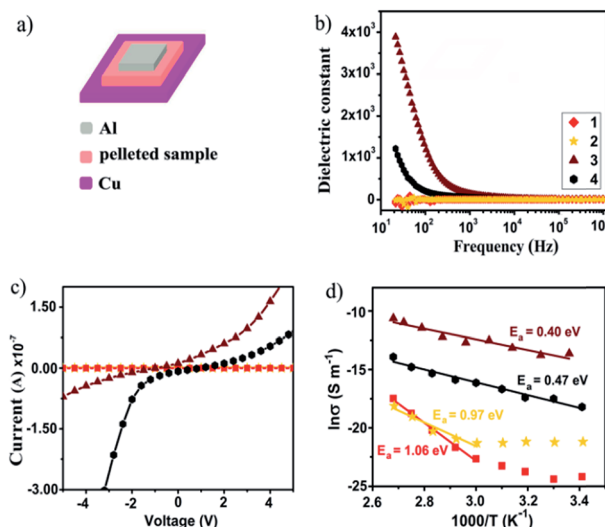 a)
Al
pelleted sample
Cu
b)
Dielectric constant
4x10³
3x10³
2x10³
1x10³
0
10¹ 10² 10³ 10⁴ 10⁵ 10⁶
Frequency (Hz)
1
2
3
4
c)
Current (A) x10⁻⁷
1.50
0.00
-1.50
-3.00
-4 -2 0 2 4
Voltage (V)
d)
lnσ (S m⁻¹)
-10
-15
-20
-25
Eₐ = 0.40 eV
Eₐ = 0.47 eV
Eₐ = 0.97 eV
Eₐ = 1.06 eV
2.6 2.8 3.0 3.2 3.4
1000/T (K⁻¹)